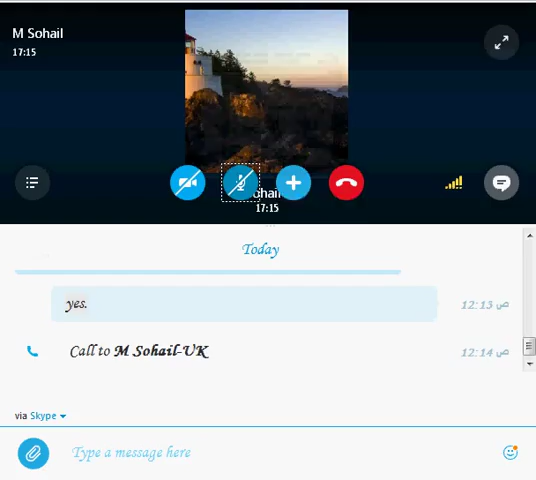 M Sohail
17:15
ohail
17:15
Today
yes.
12:13 ص
Call to M Sohail-UK
12:14 ص
via Skype
Type a message here